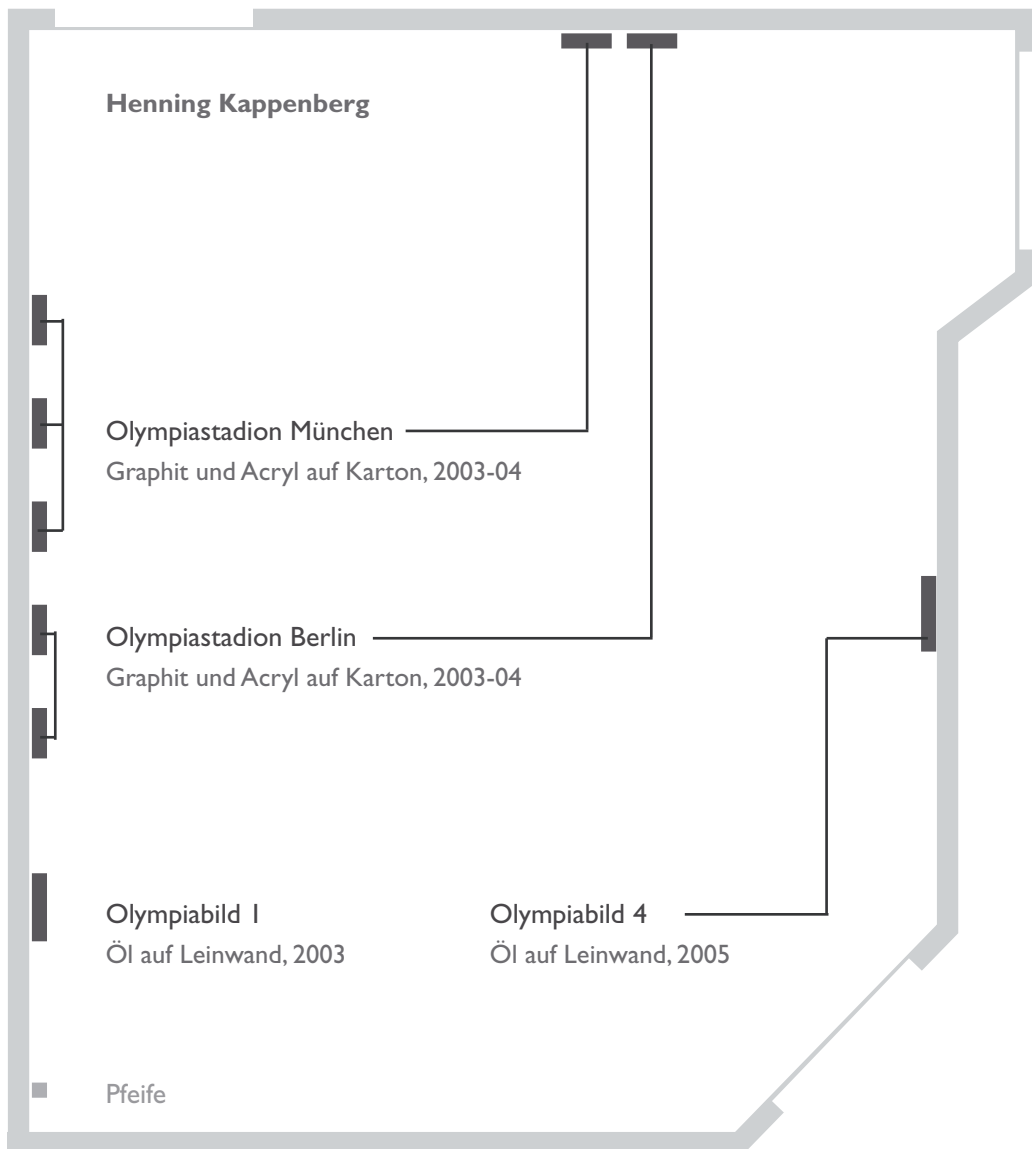 Henning Kappenberg
Olympiastadion München
Graphit und Acryl auf Karton, 2003-04
Olympiastadion Berlin
Graphit und Acryl auf Karton, 2003-04
Olympiabild 1
Öl auf Leinwand, 2003
Olympiabild 4
Öl auf Leinwand, 2005
Pfeife